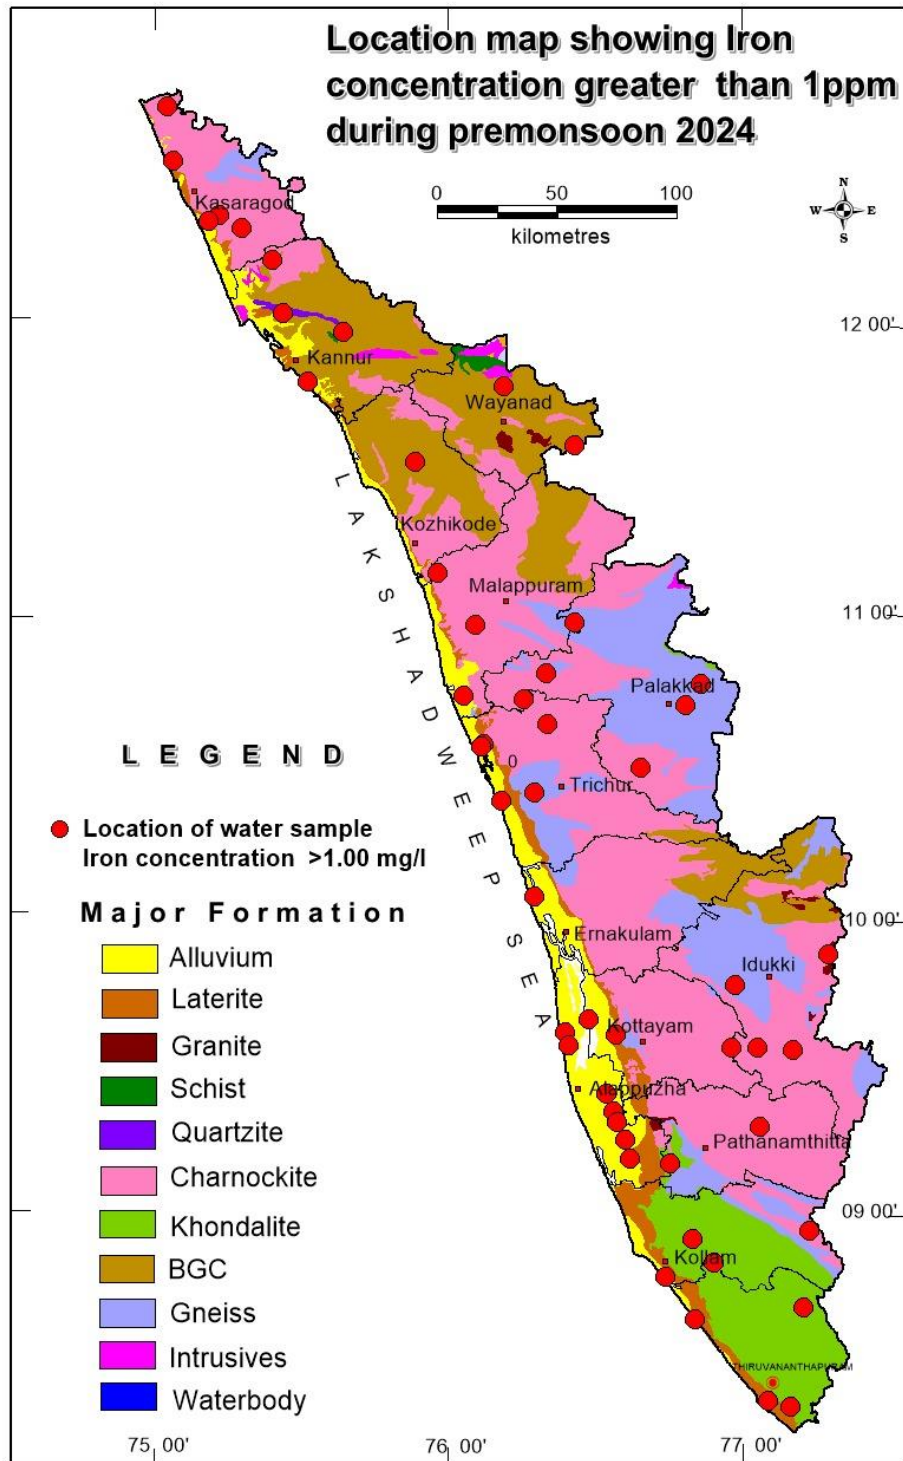 Location map showing Iron
concentration greater than 1ppm
during premonsoon 2024
0 50 100
kilometres
N
W E
S
Kasaragod
12 00'
Kannur
Wayanad
Kozhikode
Malappuram
11 00'
Palakkad
LAKSHADWEEP SEA
0
Trichur
LEGEND
Location of water sample
Iron concentration >1.00 mg/l
Major Formation
Alluvium
Laterite
Granite
Schist
Quartzite
Charnockite
Khondalite
BGC
Gneiss
Intrusives
Waterbody
10 00'
Ernakulam
Idukki
Kottayam
Alappuzha
Pathanamthitta
09 00'
Kollam
THIRUVANANTHAPURAM
75 00' 76 00' 77 00'